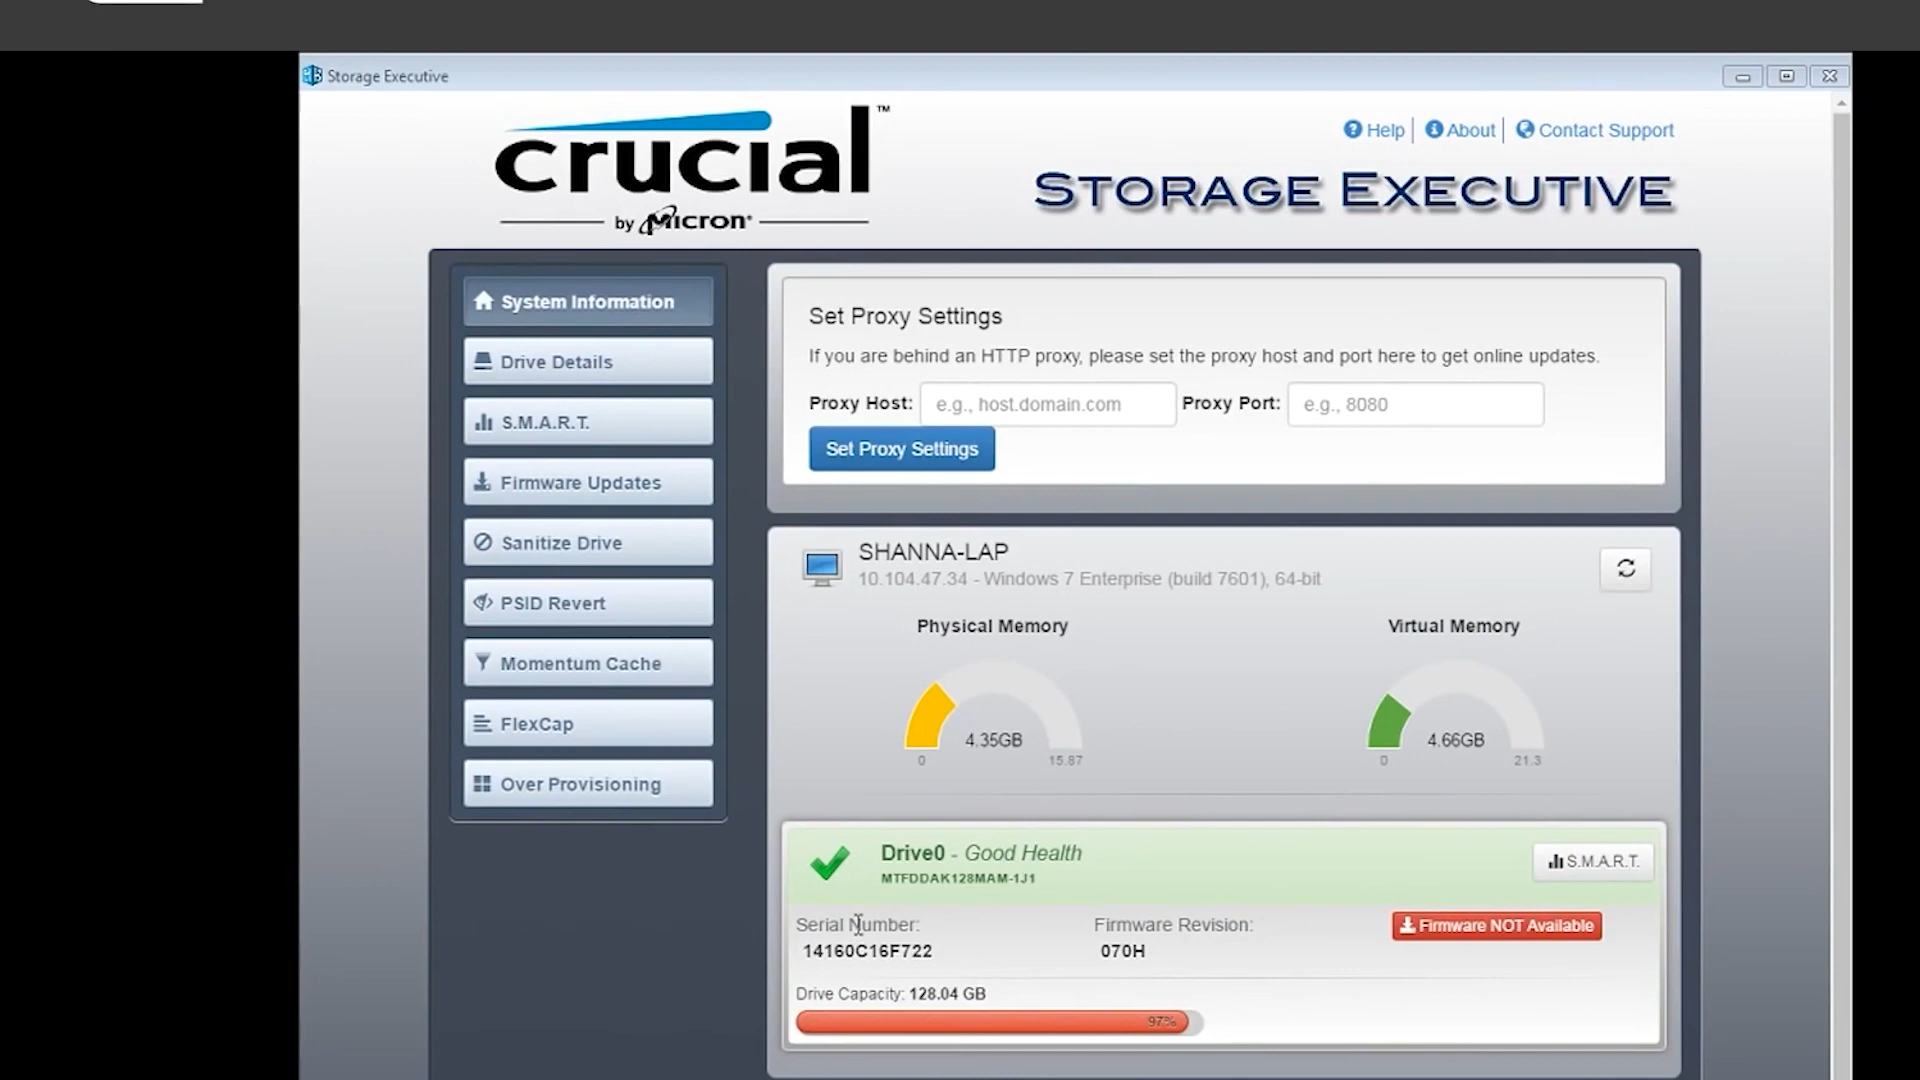 Storage Executive
crucial™
by Micron®
Help
About
Contact Support
STORAGE EXECUTIVE
System Information
Drive Details
S.M.A.R.T.
Firmware Updates
Sanitize Drive
PSID Revert
Momentum Cache
FlexCap
Over Provisioning
Set Proxy Settings
If you are behind an HTTP proxy, please set the proxy host and port here to get online updates.
Proxy Host: e.g., host.domain.com Proxy Port: e.g., 8080
Set Proxy Settings
SHANNA-LAP
10.104.47.34 - Windows 7 Enterprise (build 7601), 64-bit
Physical Memory
Virtual Memory
4.35GB
0 15.87
4.66GB
0 21.3
Drive0 - Good Health
MTFDDAK128MAM-1J1
S.M.A.R.T.
Serial Number:
14160C16F722
Firmware Revision:
070H
Firmware NOT Available
Drive Capacity: 128.04 GB
97%